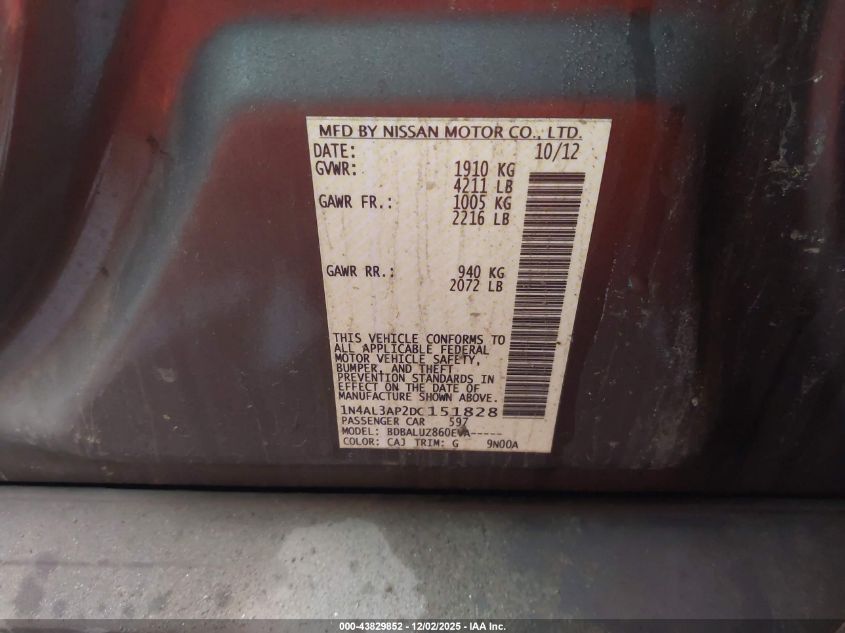 MFD BY NISSAN MOTOR CO., LTD.
DATE: 10/12
GVWR: 1910 KG
4211 LB
GAWR FR.: 1005 KG
2216 LB
GAWR RR.: 940 KG
2072 LB
THIS VEHICLE CONFORMS TO
ALL APPLICABLE FEDERAL
MOTOR VEHICLE SAFETY,
BUMPER, AND THEFT
PREVENTION STANDARDS IN
EFFECT ON THE DATE OF
MANUFACTURE SHOWN ABOVE.
1N4AL3AP2DC151828
PASSENGER CAR 597
MODEL: BDBALUZ860EVA-----
COLOR: CAJ TRIM: G 9N00A
000-43829852 - 12/02/2025 - IAA Inc.